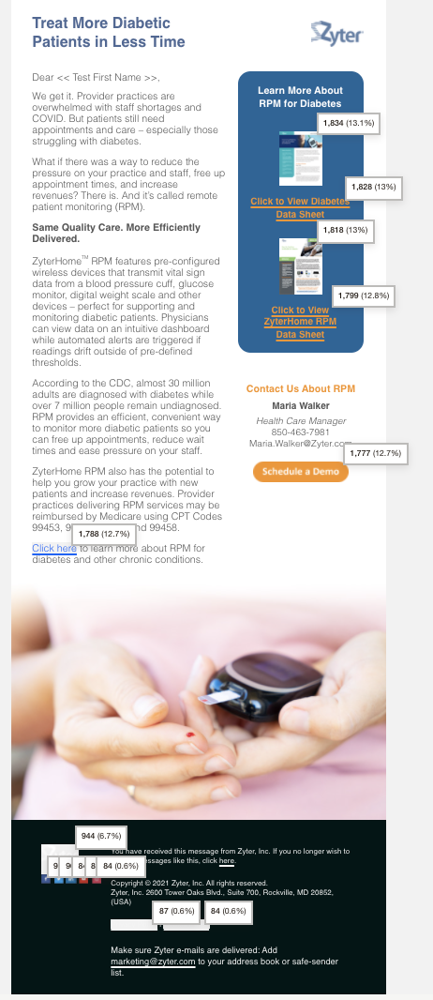 Treat More Diabetic
Patients in Less Time
Zyter
Dear << Test First Name >>,
We get it. Provider practices are
overwhelmed with staff shortages and
COVID. But patients still need
appointments and care – especially those
struggling with diabetes.
What if there was a way to reduce the
pressure on your practice and staff, free up
appointment times, and increase
revenues? There is. And it's called remote
patient monitoring (RPM).
Same Quality Care. More Efficiently
Delivered.
ZyterHome™ RPM features pre-configured
wireless devices that transmit vital sign
data from a blood pressure cuff, glucose
monitor, digital weight scale and other
devices – perfect for supporting and
monitoring diabetic patients. Physicians
can view data on an intuitive dashboard
while automated alerts are triggered if
readings drift outside of pre-defined
thresholds.
According to the CDC, almost 30 million
adults are diagnosed with diabetes while
over 7 million people remain undiagnosed.
RPM provides an efficient, convenient way
to monitor more diabetic patients so you
can free up appointments, reduce wait
times and ease pressure on your staff.
ZyterHome RPM also has the potential to
help you grow your practice with new
patients and increase revenues. Provider
practices delivering RPM services may be
reimbursed by Medicare using CPT Codes
99453, 9 nd 99458.
1,788 (12.7%)
Click here to learn more about RPM for
diabetes and other chronic conditions.
Learn More About
RPM for Diabetes
1,834 (13.1%)
1,828 (13%)
Click to View Diabetes
Data Sheet
1,818 (13%)
1,799 (12.8%)
Click to View
ZyterHome RPM
Data Sheet
Contact Us About RPM
Maria Walker
Health Care Manager
850-463-7981
Maria.Walker@Zyter.com
1,777 (12.7%)
Schedule a Demo
944 (6.7%)
You have received this message from Zyter, Inc. If you no longer wish to
essages like this, click here.
84 (0.6%)
Copyright © 2021 Zyter, Inc. All rights reserved.
Zyter, Inc. 2600 Tower Oaks Blvd., Suite 700, Rockville, MD 20852,
(USA)
87 (0.6%) 84 (0.6%)
Make sure Zyter e-mails are delivered: Add
marketing@zyter.com to your address book or safe-sender
list.